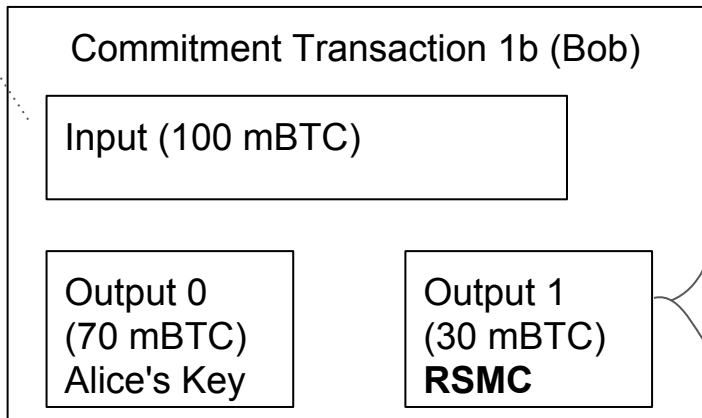 Commitment Transaction 1b (Bob)
Input (100 mBTC)
Output 0
(70 mBTC)
Alice's Key
Output 1
(30 mBTC)
RSMC